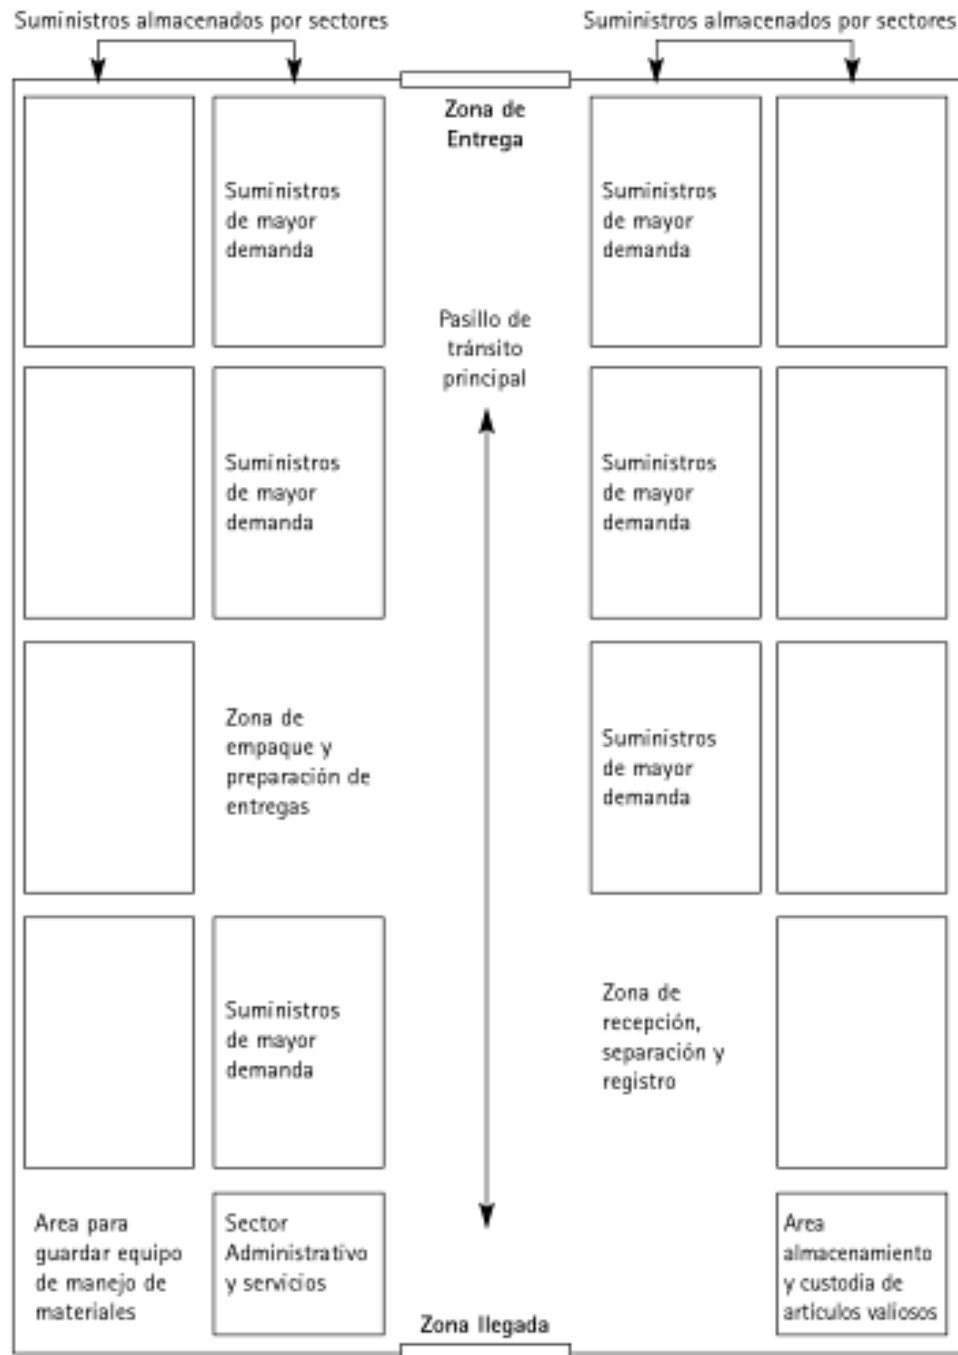 Suministros almacenados por sectores
Suministros almacenados por sectores
Zona de
Entrega
Suministros
de mayor
demanda
Suministros
de mayor
demanda
Pasillo de
tránsito
principal
Suministros
de mayor
demanda
Suministros
de mayor
demanda
Zona de
empaque y
preparación de
entregas
Suministros
de mayor
demanda
Suministros
de mayor
demanda
Zona de
recepción,
separación y
registro
Area para
guardar equipo
de manejo de
materiales
Sector
Administrativo
y servicios
Area
almacenamiento
y custodia de
artículos valiosos
Zona llegada